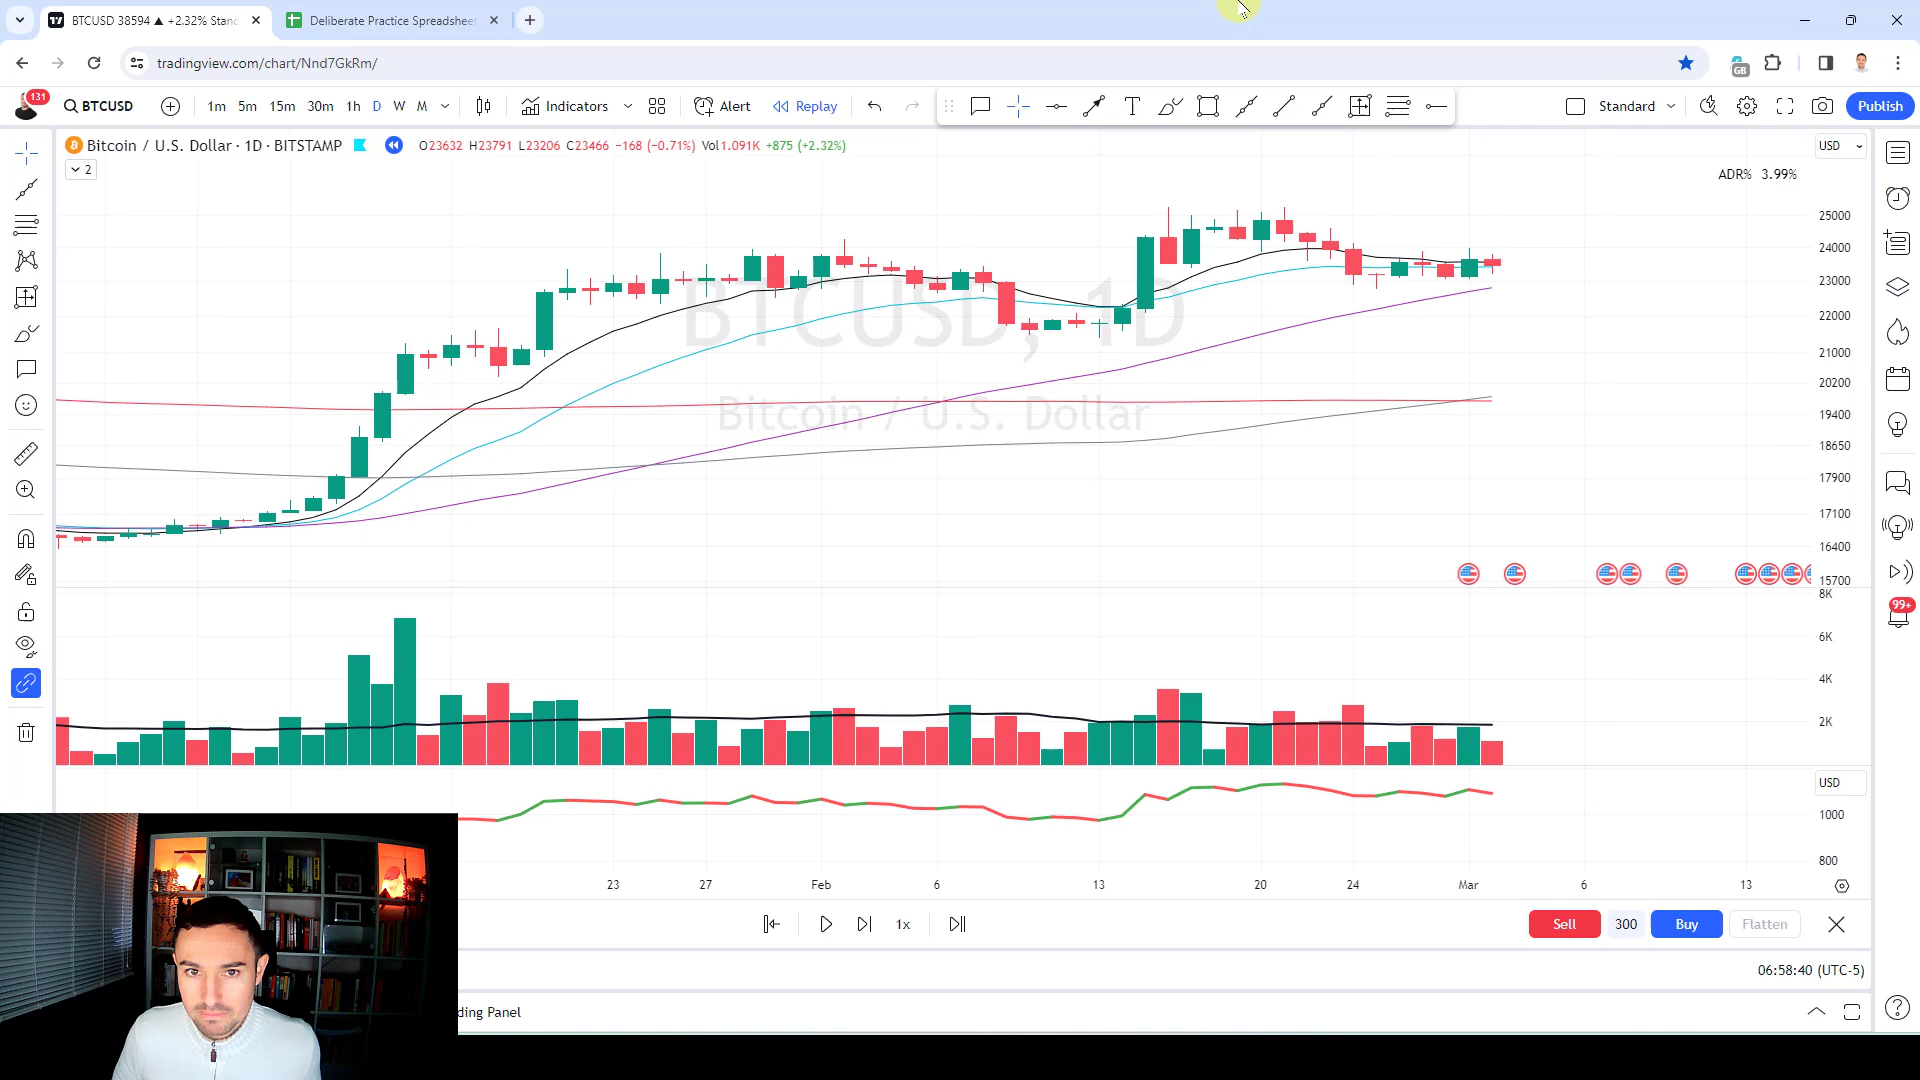 BTCUSD 38594 ▲ +2.32% Stanc
Deliberate Practice Spreadshee
tradingview.com/chart/Nnd7GkRm/
GB
131
BTCUSD
1m 5m 15m 30m 1h D W M
Indicators
Alert
Replay
T
Standard
Publish
Bitcoin / U.S. Dollar · 1D · BITSTAMP
O23632 H23791 L23206 C23466 −168 (−0.71%) Vol1.091K +875 (+2.32%)
USD
2
ADR% 3.99%
BTCUSD, 1D
Bitcoin / U.S. Dollar
25000
24000
23000
22000
21000
20200
19400
18650
17900
17100
16400
15700
8K
6K
4K
2K
99+
USD
1000
800
23 27 Feb 6 13 20 24 Mar 6 13
1x
Sell 300 Buy Flatten
06:58:40 (UTC-5)
ding Panel